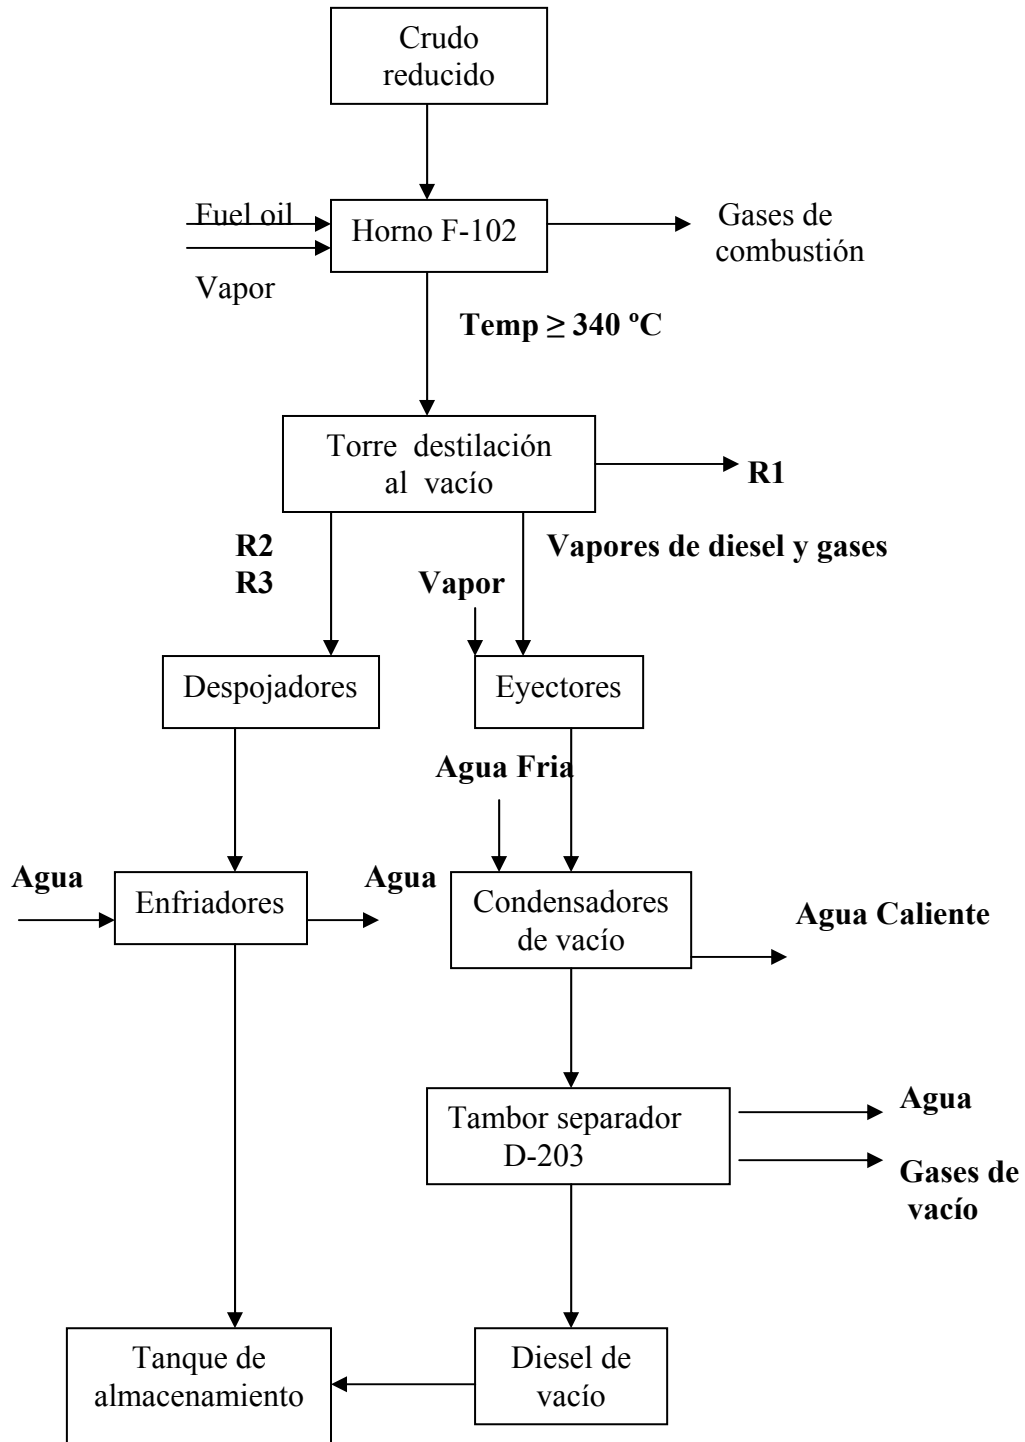 Crudo
reducido
Fuel oil
Horno F-102
Gases de
combustión
Vapor
Temp ≥ 340 ºC
Torre destilación
al vacío
R1
R2
R3
Vapores de diesel y gases
Vapor
Despojadores
Eyectores
Agua Fria
Agua
Enfriadores
Agua
Condensadores
de vacío
Agua Caliente
Tambor separador
D-203
Agua
Gases de
vacío
Tanque de
almacenamiento
Diesel de
vacío